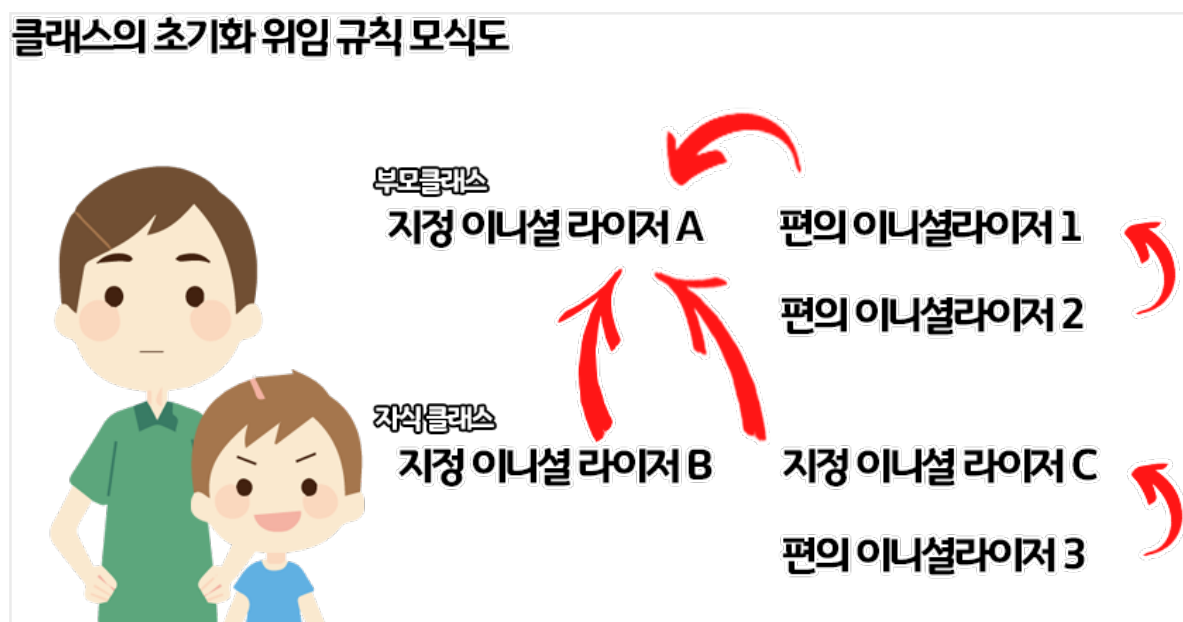 클래스의 초기화 위임 규칙 모식도
부모클래스
지정 이니셜 라이저 A
편의 이니셜라이저 1
편의 이니셜라이저 2
자식 클래스
지정 이니셜 라이저 B
지정 이니셜 라이저 C
편의 이니셜라이저 3